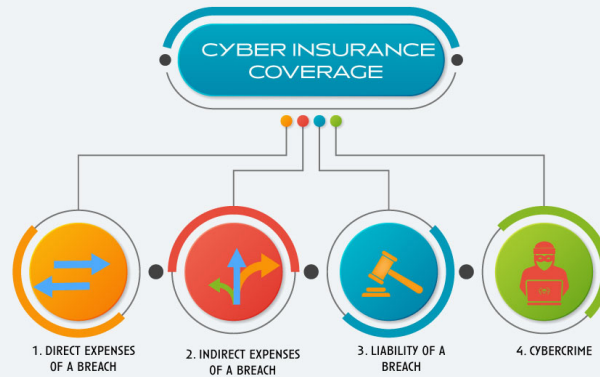 CYBER INSURANCE
COVERAGE
1. DIRECT EXPENSES
OF A BREACH
2. INDIRECT EXPENSES
OF A BREACH
3. LIABILITY OF A
BREACH
4. CYBERCRIME